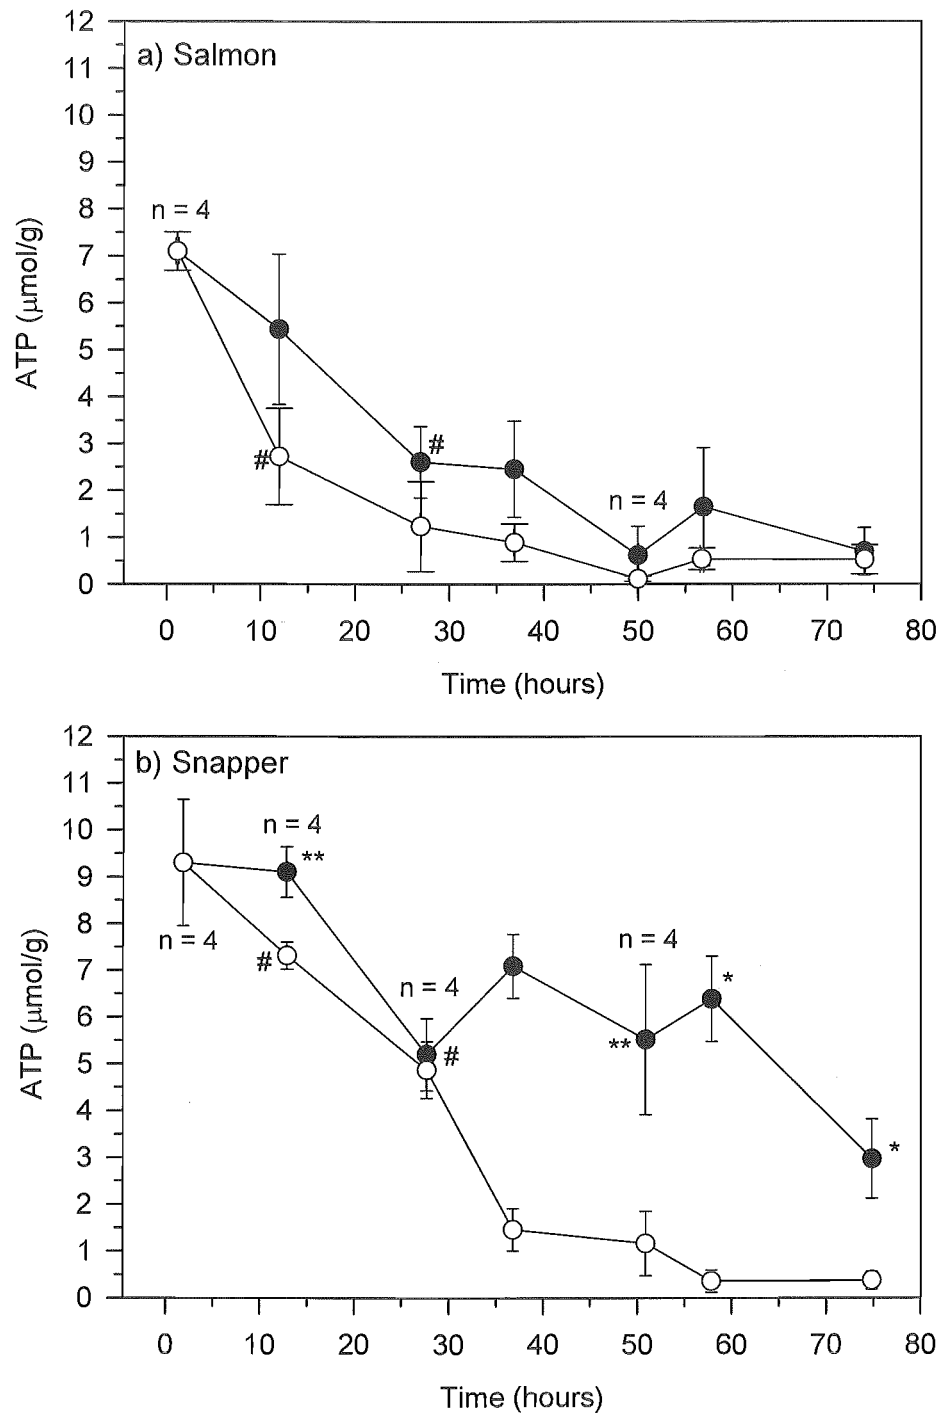 12
a) Salmon
11
10
9
8
n = 4
7
6
ATP (μmol/g)
5
4
3
#
#
2
n = 4
1
0
0 10 20 30 40 50 60 70 80
Time (hours)
12
b) Snapper
11
10
n = 4
**
9
8
n = 4
#
n = 4
7
n = 4
*
6
ATP (μmol/g)
**
#
5
4
3
*
2
1
0
0 10 20 30 40 50 60 70 80
Time (hours)